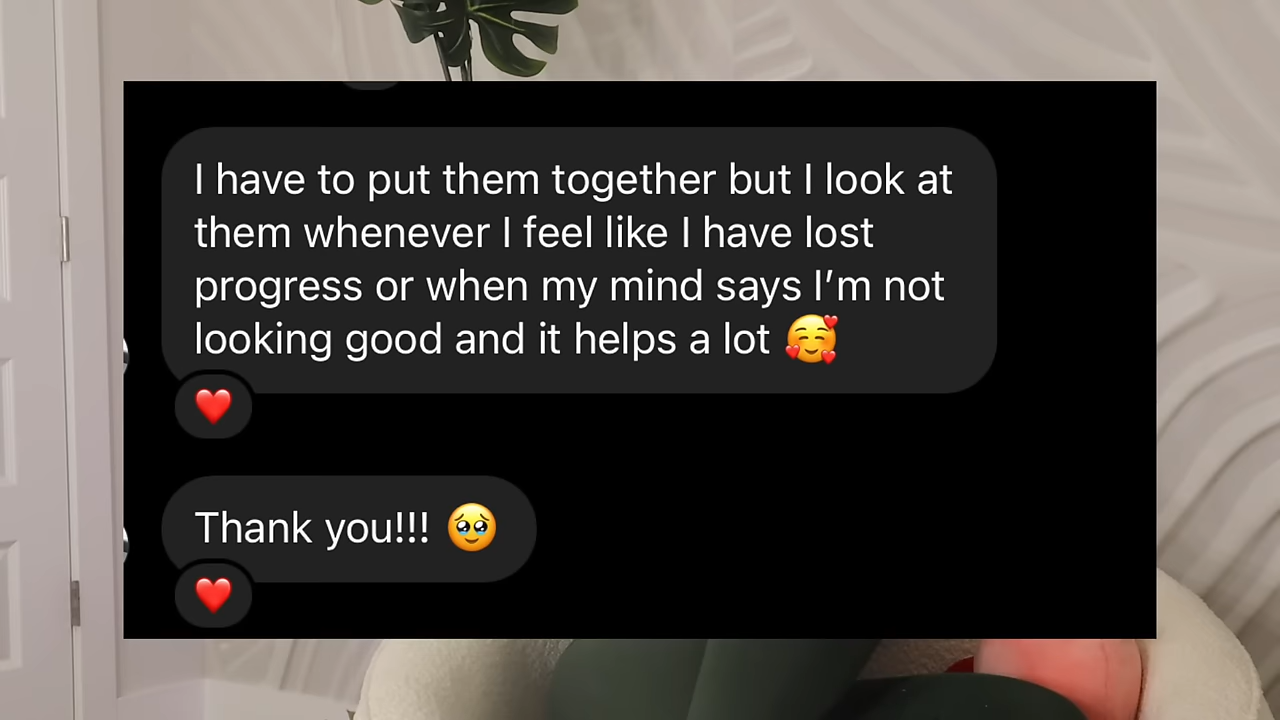 I have to put them together but I look at
them whenever I feel like I have lost
progress or when my mind says I’m not
looking good and it helps a lot 🥰
❤️
Thank you!!! 🥹
❤️